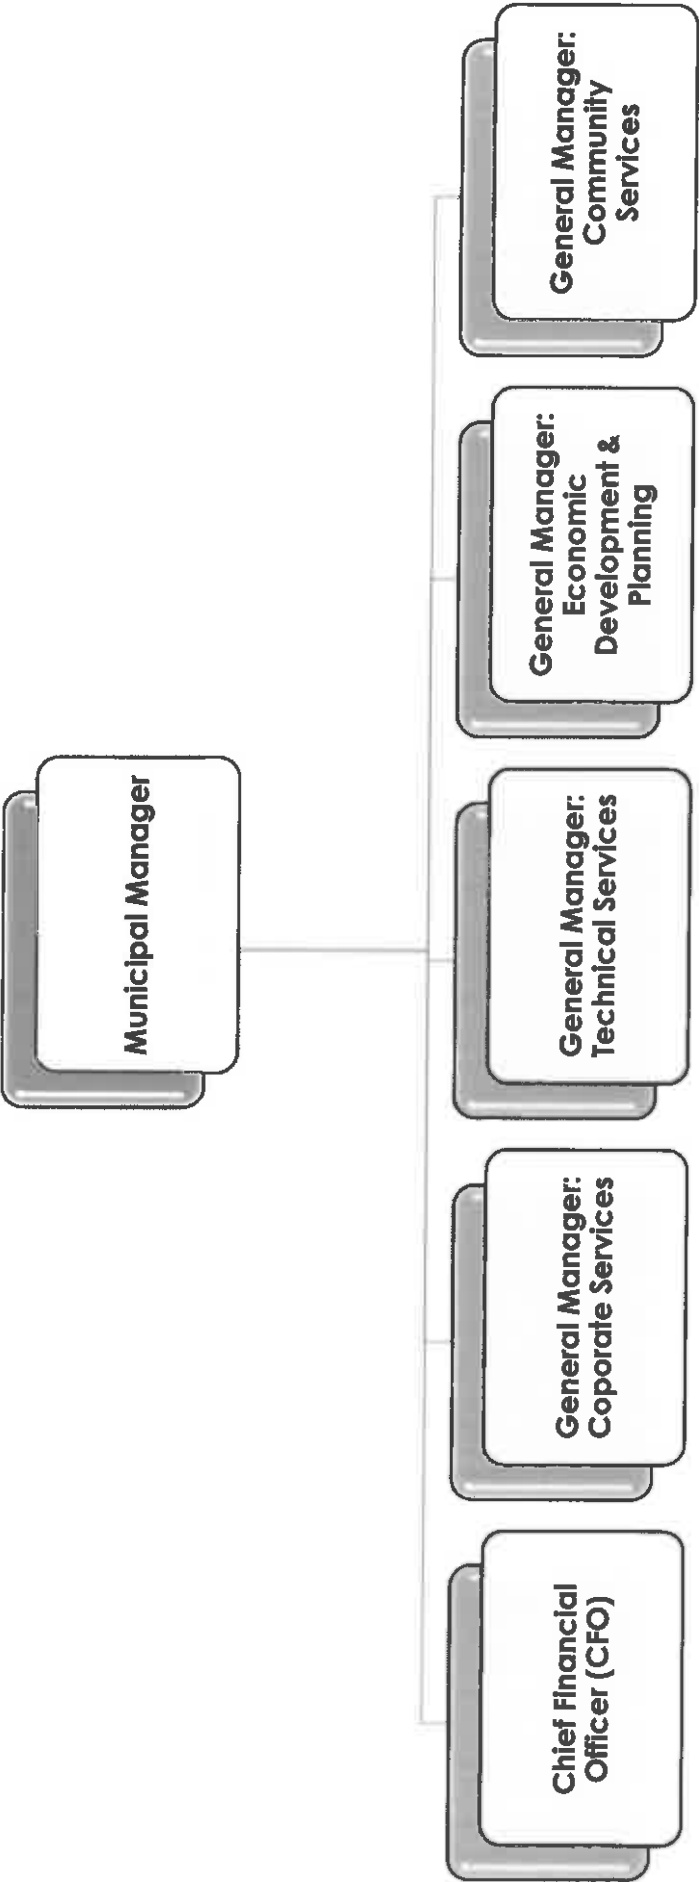 Municipal Manager
Chief Financial
Officer (CFO)
General Manager:
Coporate Services
General Manager:
Technical Services
General Manager:
Economic
Development &
Planning
General Manager:
Community
Services